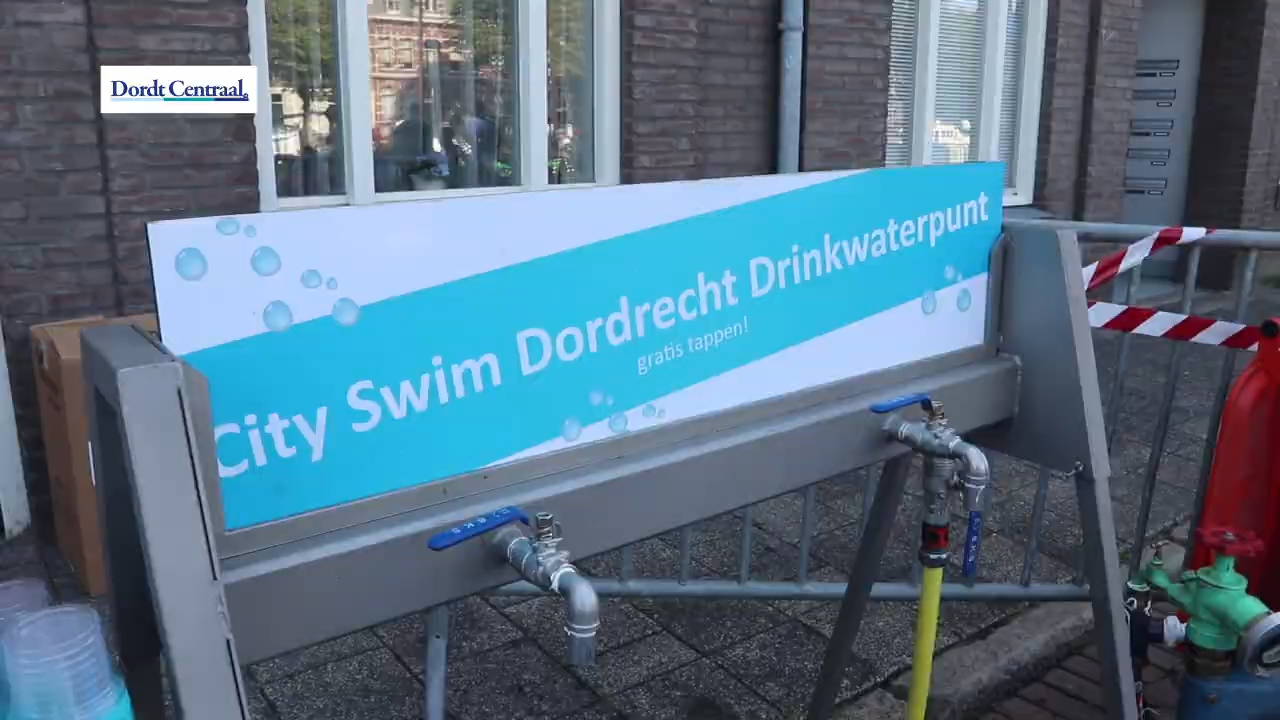 Dordt Centraal
City Swim Dordrecht Drinkwaterpunt
gratis tappen!